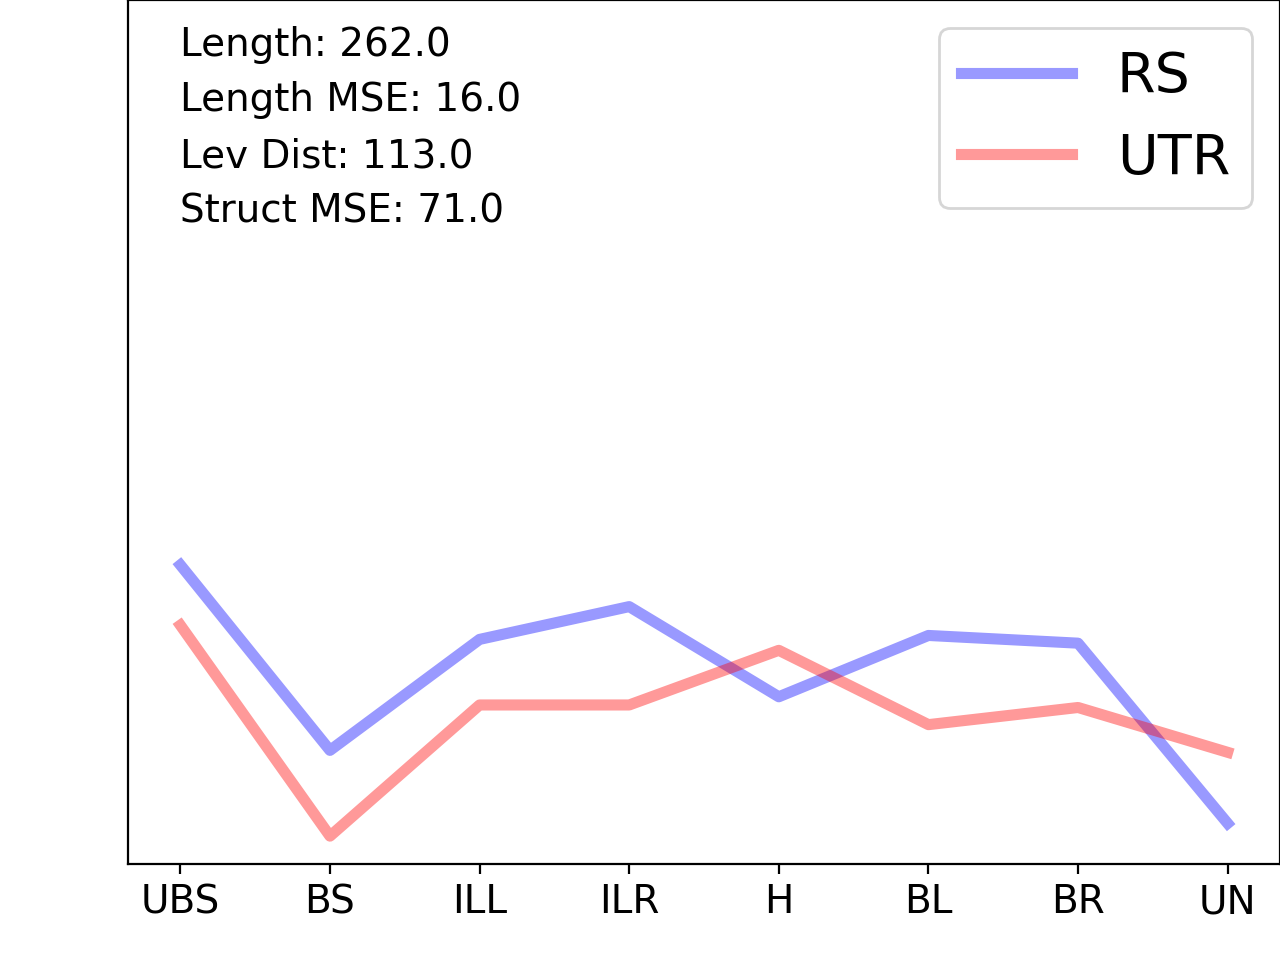 Length: 262.0
Length MSE: 16.0
Lev Dist: 113.0
Struct MSE: 71.0
RS
UTR
UBS BS ILL ILR H BL BR UN